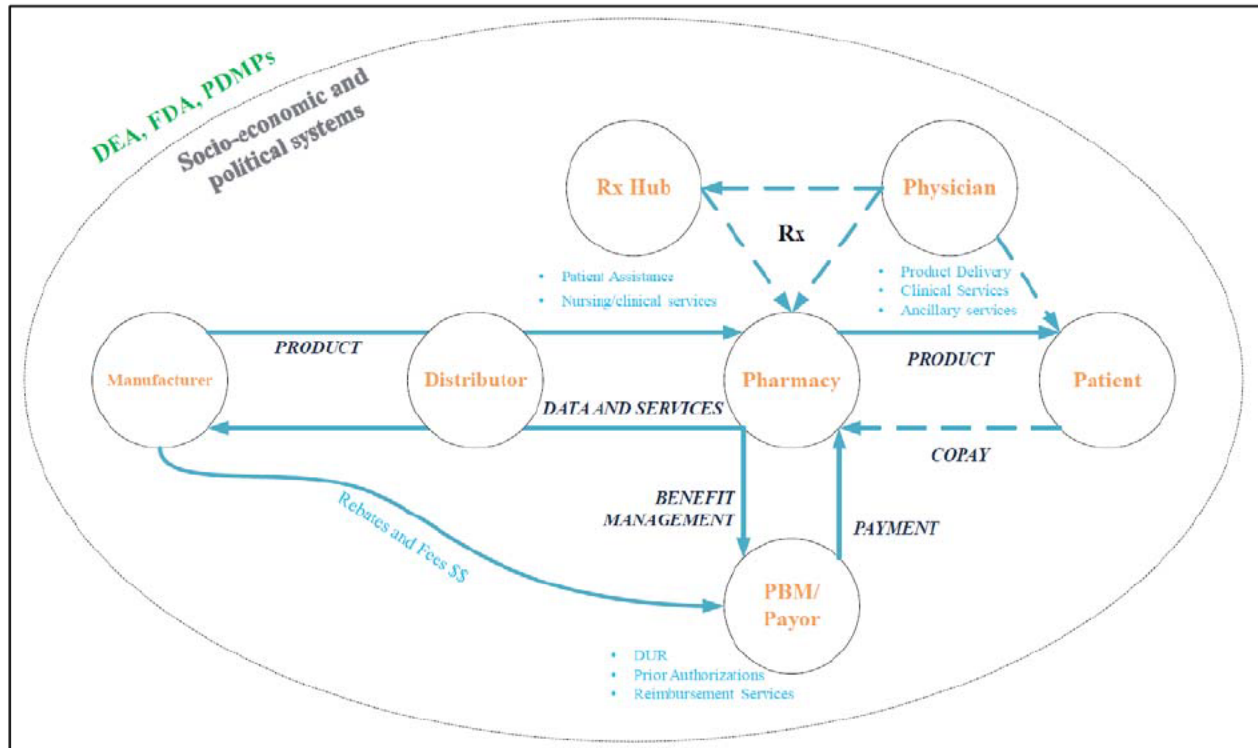 DEA, FDA, PDMPs
Socio-economic and
political systems
Rx Hub
Physician
Rx
• Patient Assistance
• Nursing/clinical services
• Product Delivery
• Clinical Services
• Ancillary services
PRODUCT
PRODUCT
Manufacturer
Distributor
Pharmacy
Patient
DATA AND SERVICES
COPAY
Rebates and Fees $$
BENEFIT
MANAGEMENT
PAYMENT
PBM/
Payor
• DUR
• Prior Authorizations
• Reimbursement Services